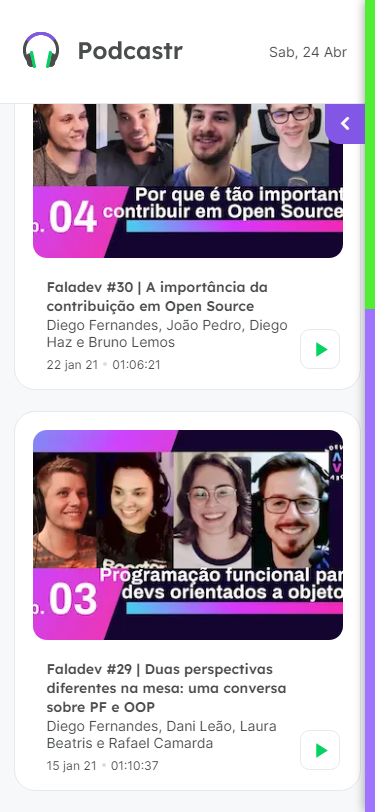 Podcastr
Sab, 24 Abr
Por que é tão important
contribuir em Open Source
04
Faladev #30 | A importância da
contribuição em Open Source
Diego Fernandes, João Pedro, Diego
Haz e Bruno Lemos
22 jan 21 • 01:06:21
Programação funcional par
devs orientados a objeto
03
Faladev #29 | Duas perspectivas
diferentes na mesa: uma conversa
sobre PF e OOP
Diego Fernandes, Dani Leão, Laura
Beatris e Rafael Camarda
15 jan 21 • 01:10:37